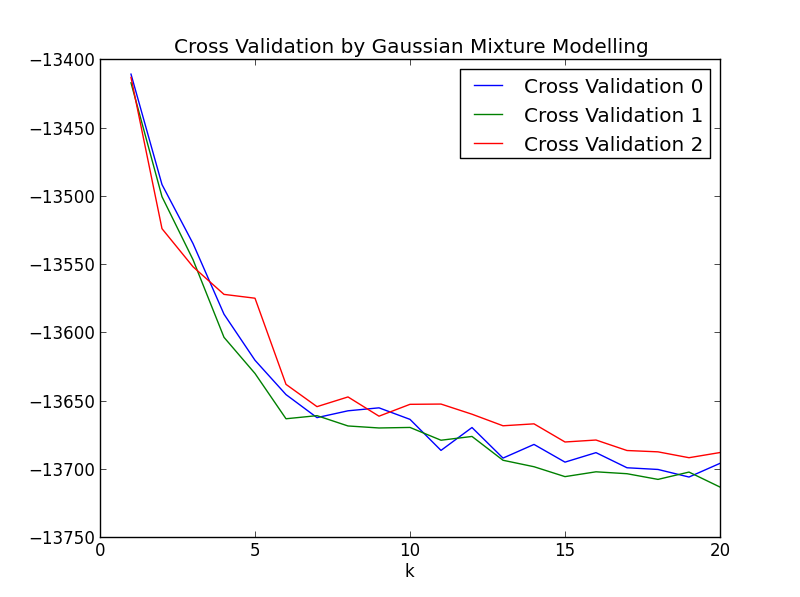 Cross Validation by Gaussian Mixture Modelling
−13400
−13450
−13500
−13550
−13600
−13650
−13700
−13750
Cross Validation 0
Cross Validation 1
Cross Validation 2
0
5
10
15
20
k